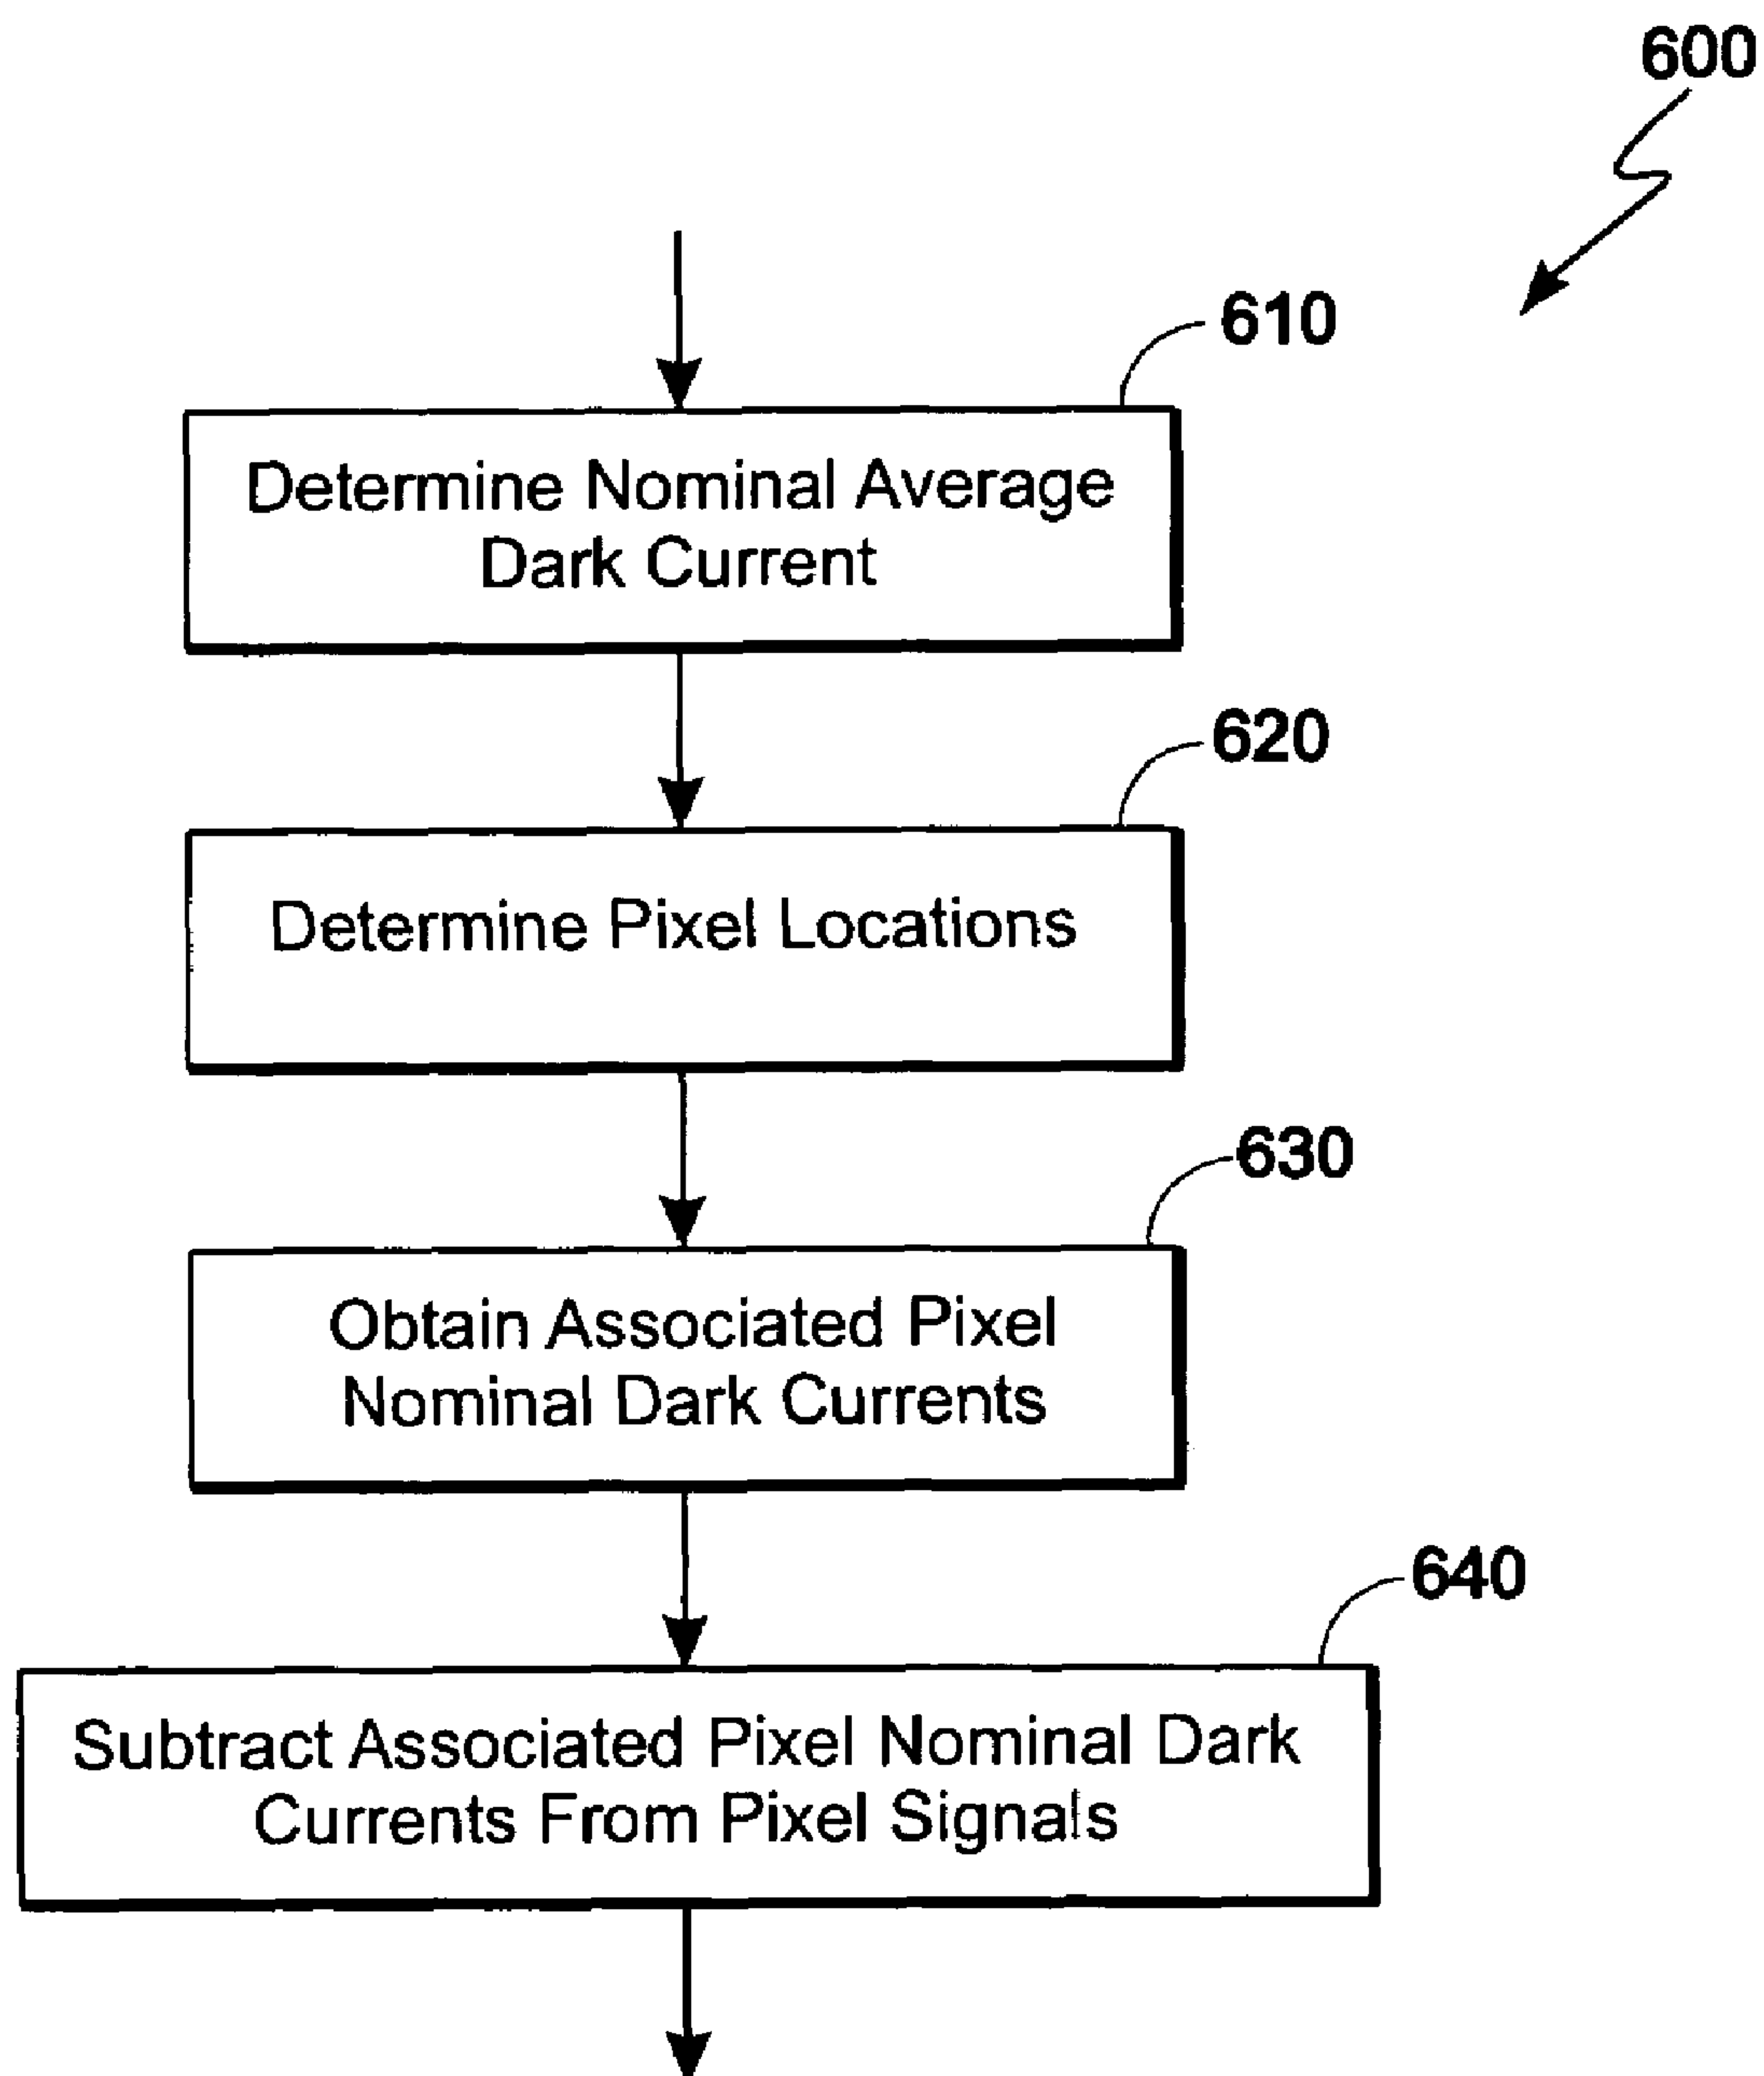 600
610
Determine Nominal Average
Dark Current
620
Determine Pixel Locations
630
Obtain Associated Pixel
Nominal Dark Currents
640
Subtract Associated Pixel Nominal Dark
Currents From Pixel Signals